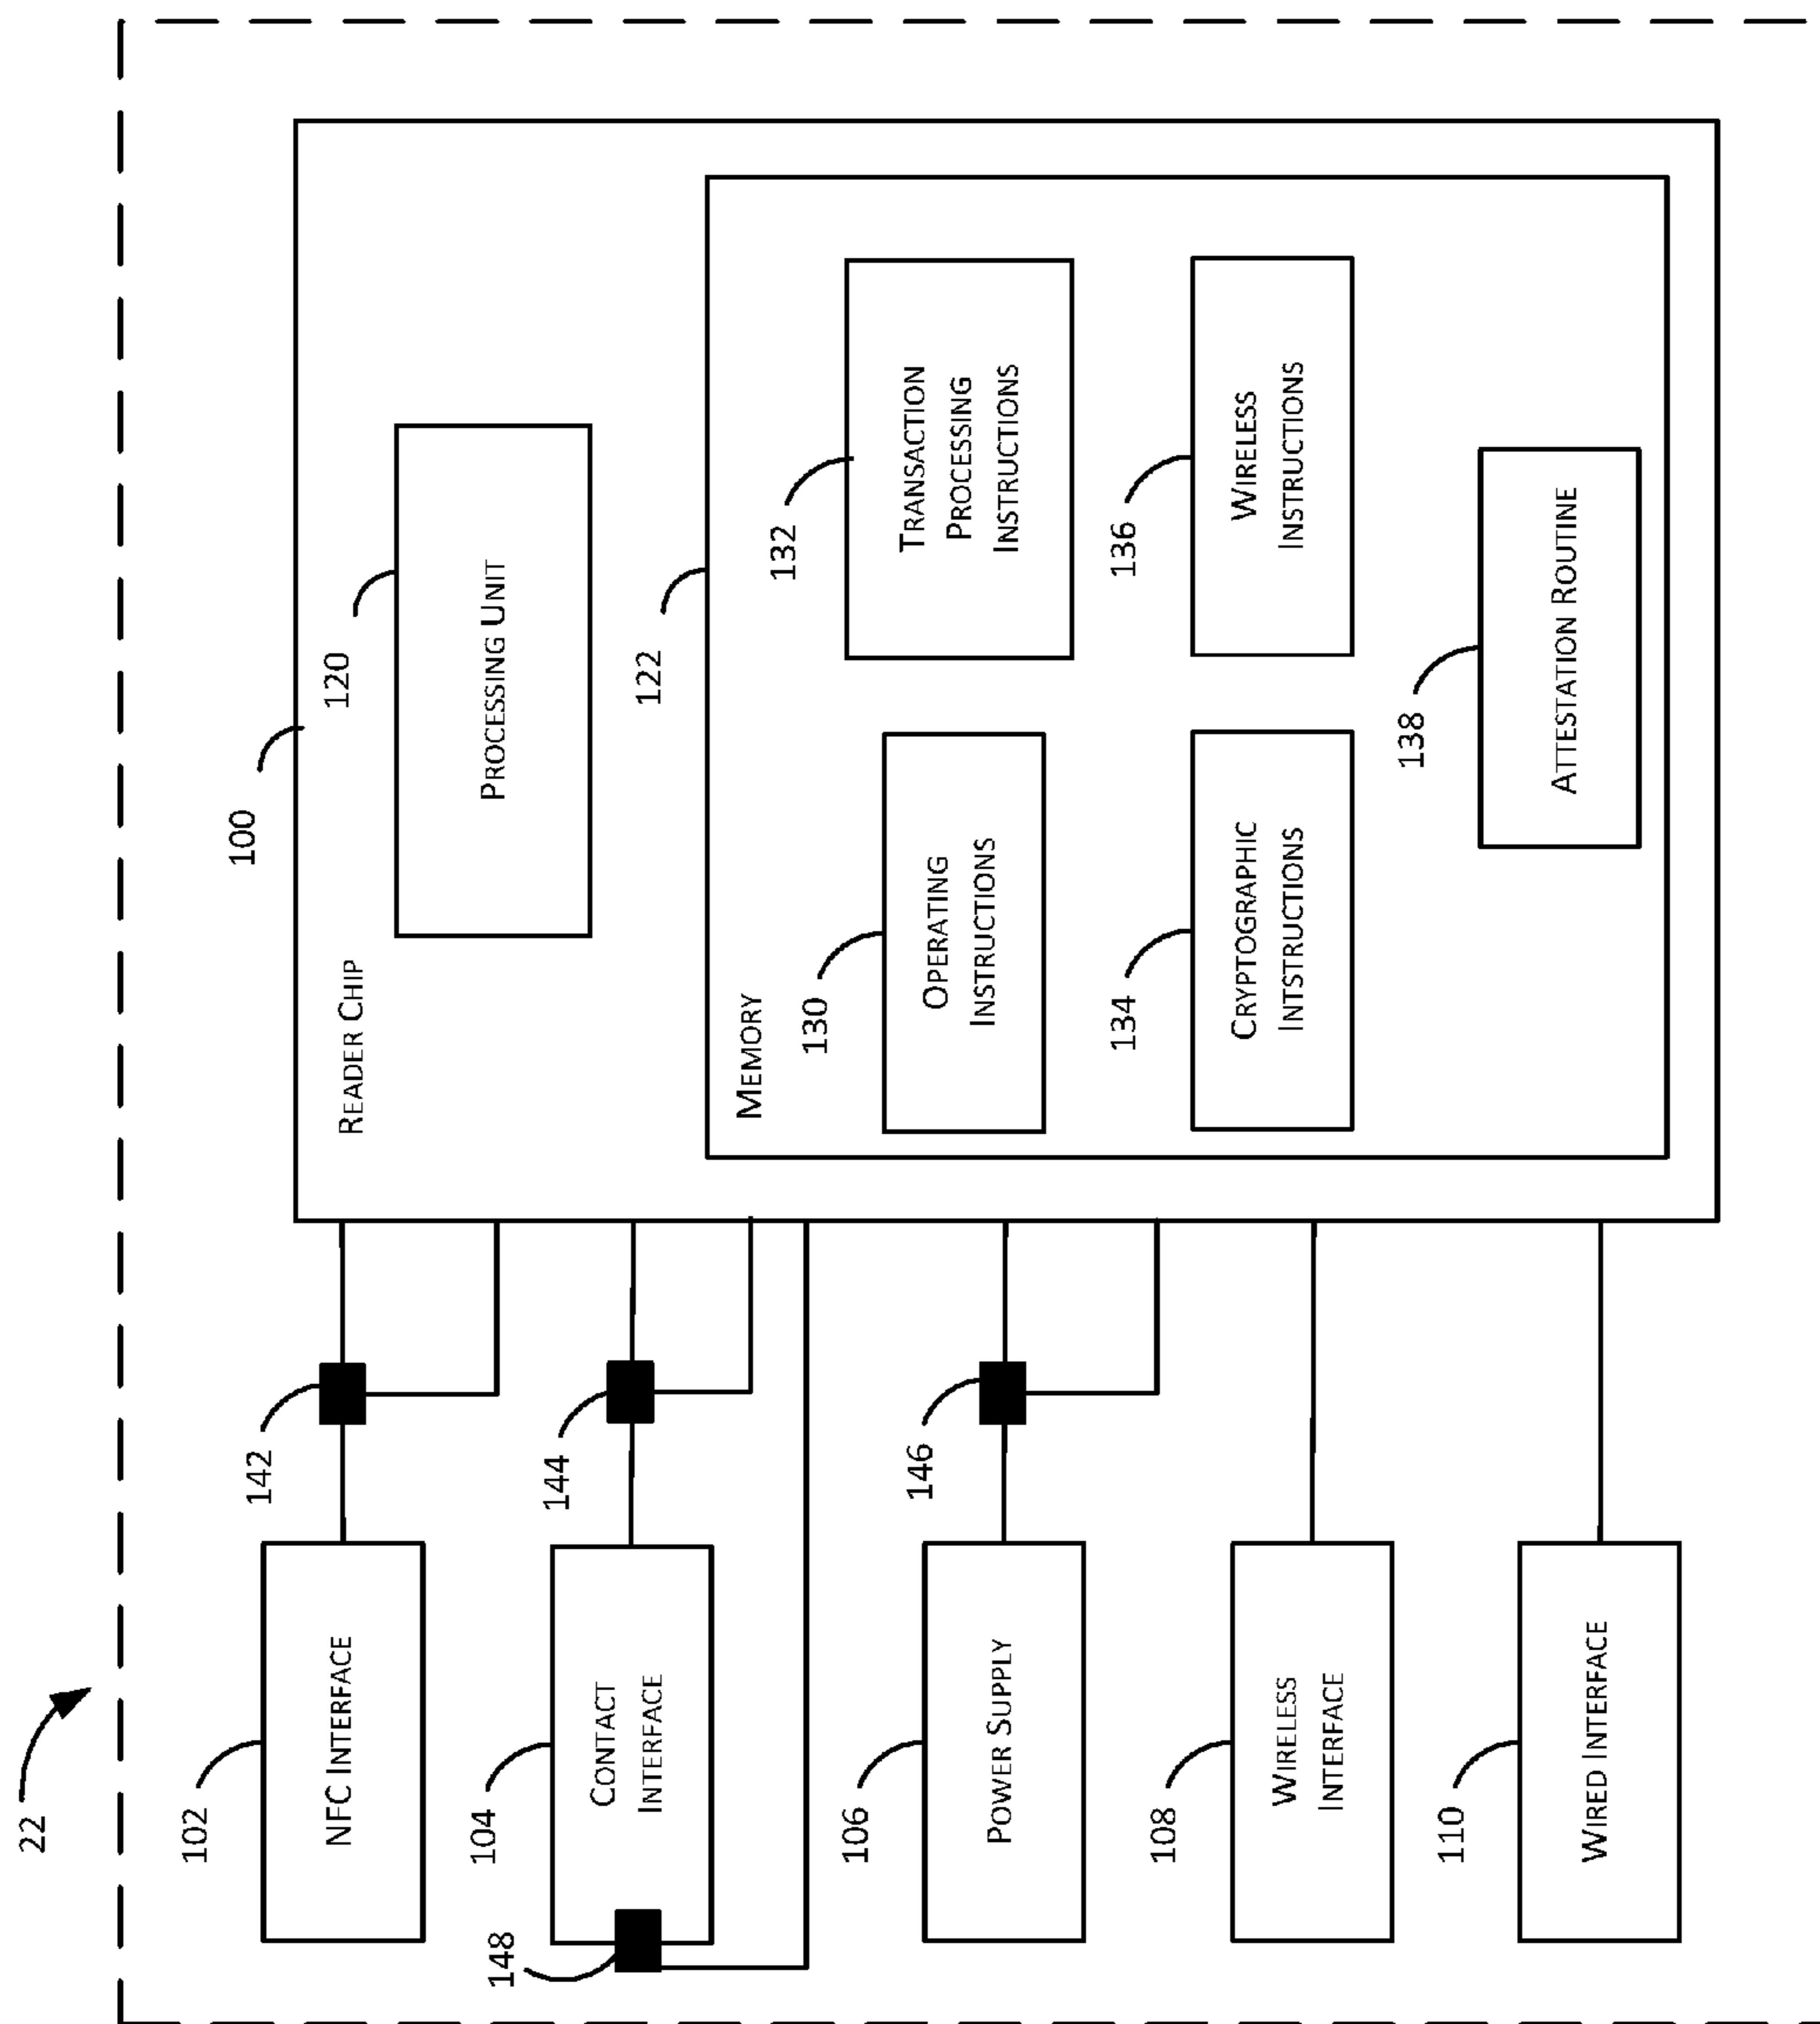 22
102
NFC INTERFACE
142
148
104
CONTACT
INTERFACE
144
106
POWER SUPPLY
146
108
WIRELESS
INTERFACE
110
WIRED INTERFACE
100
READER CHIP
120
PROCESSING UNIT
122
MEMORY
130
OPERATING
INSTRUCTIONS
132
TRANSACTION
PROCESSING
INSTRUCTIONS
134
CRYPTOGRAPHIC
INTSTRUCTIONS
136
WIRELESS
INSTRUCTIONS
138
ATTESTATION ROUTINE